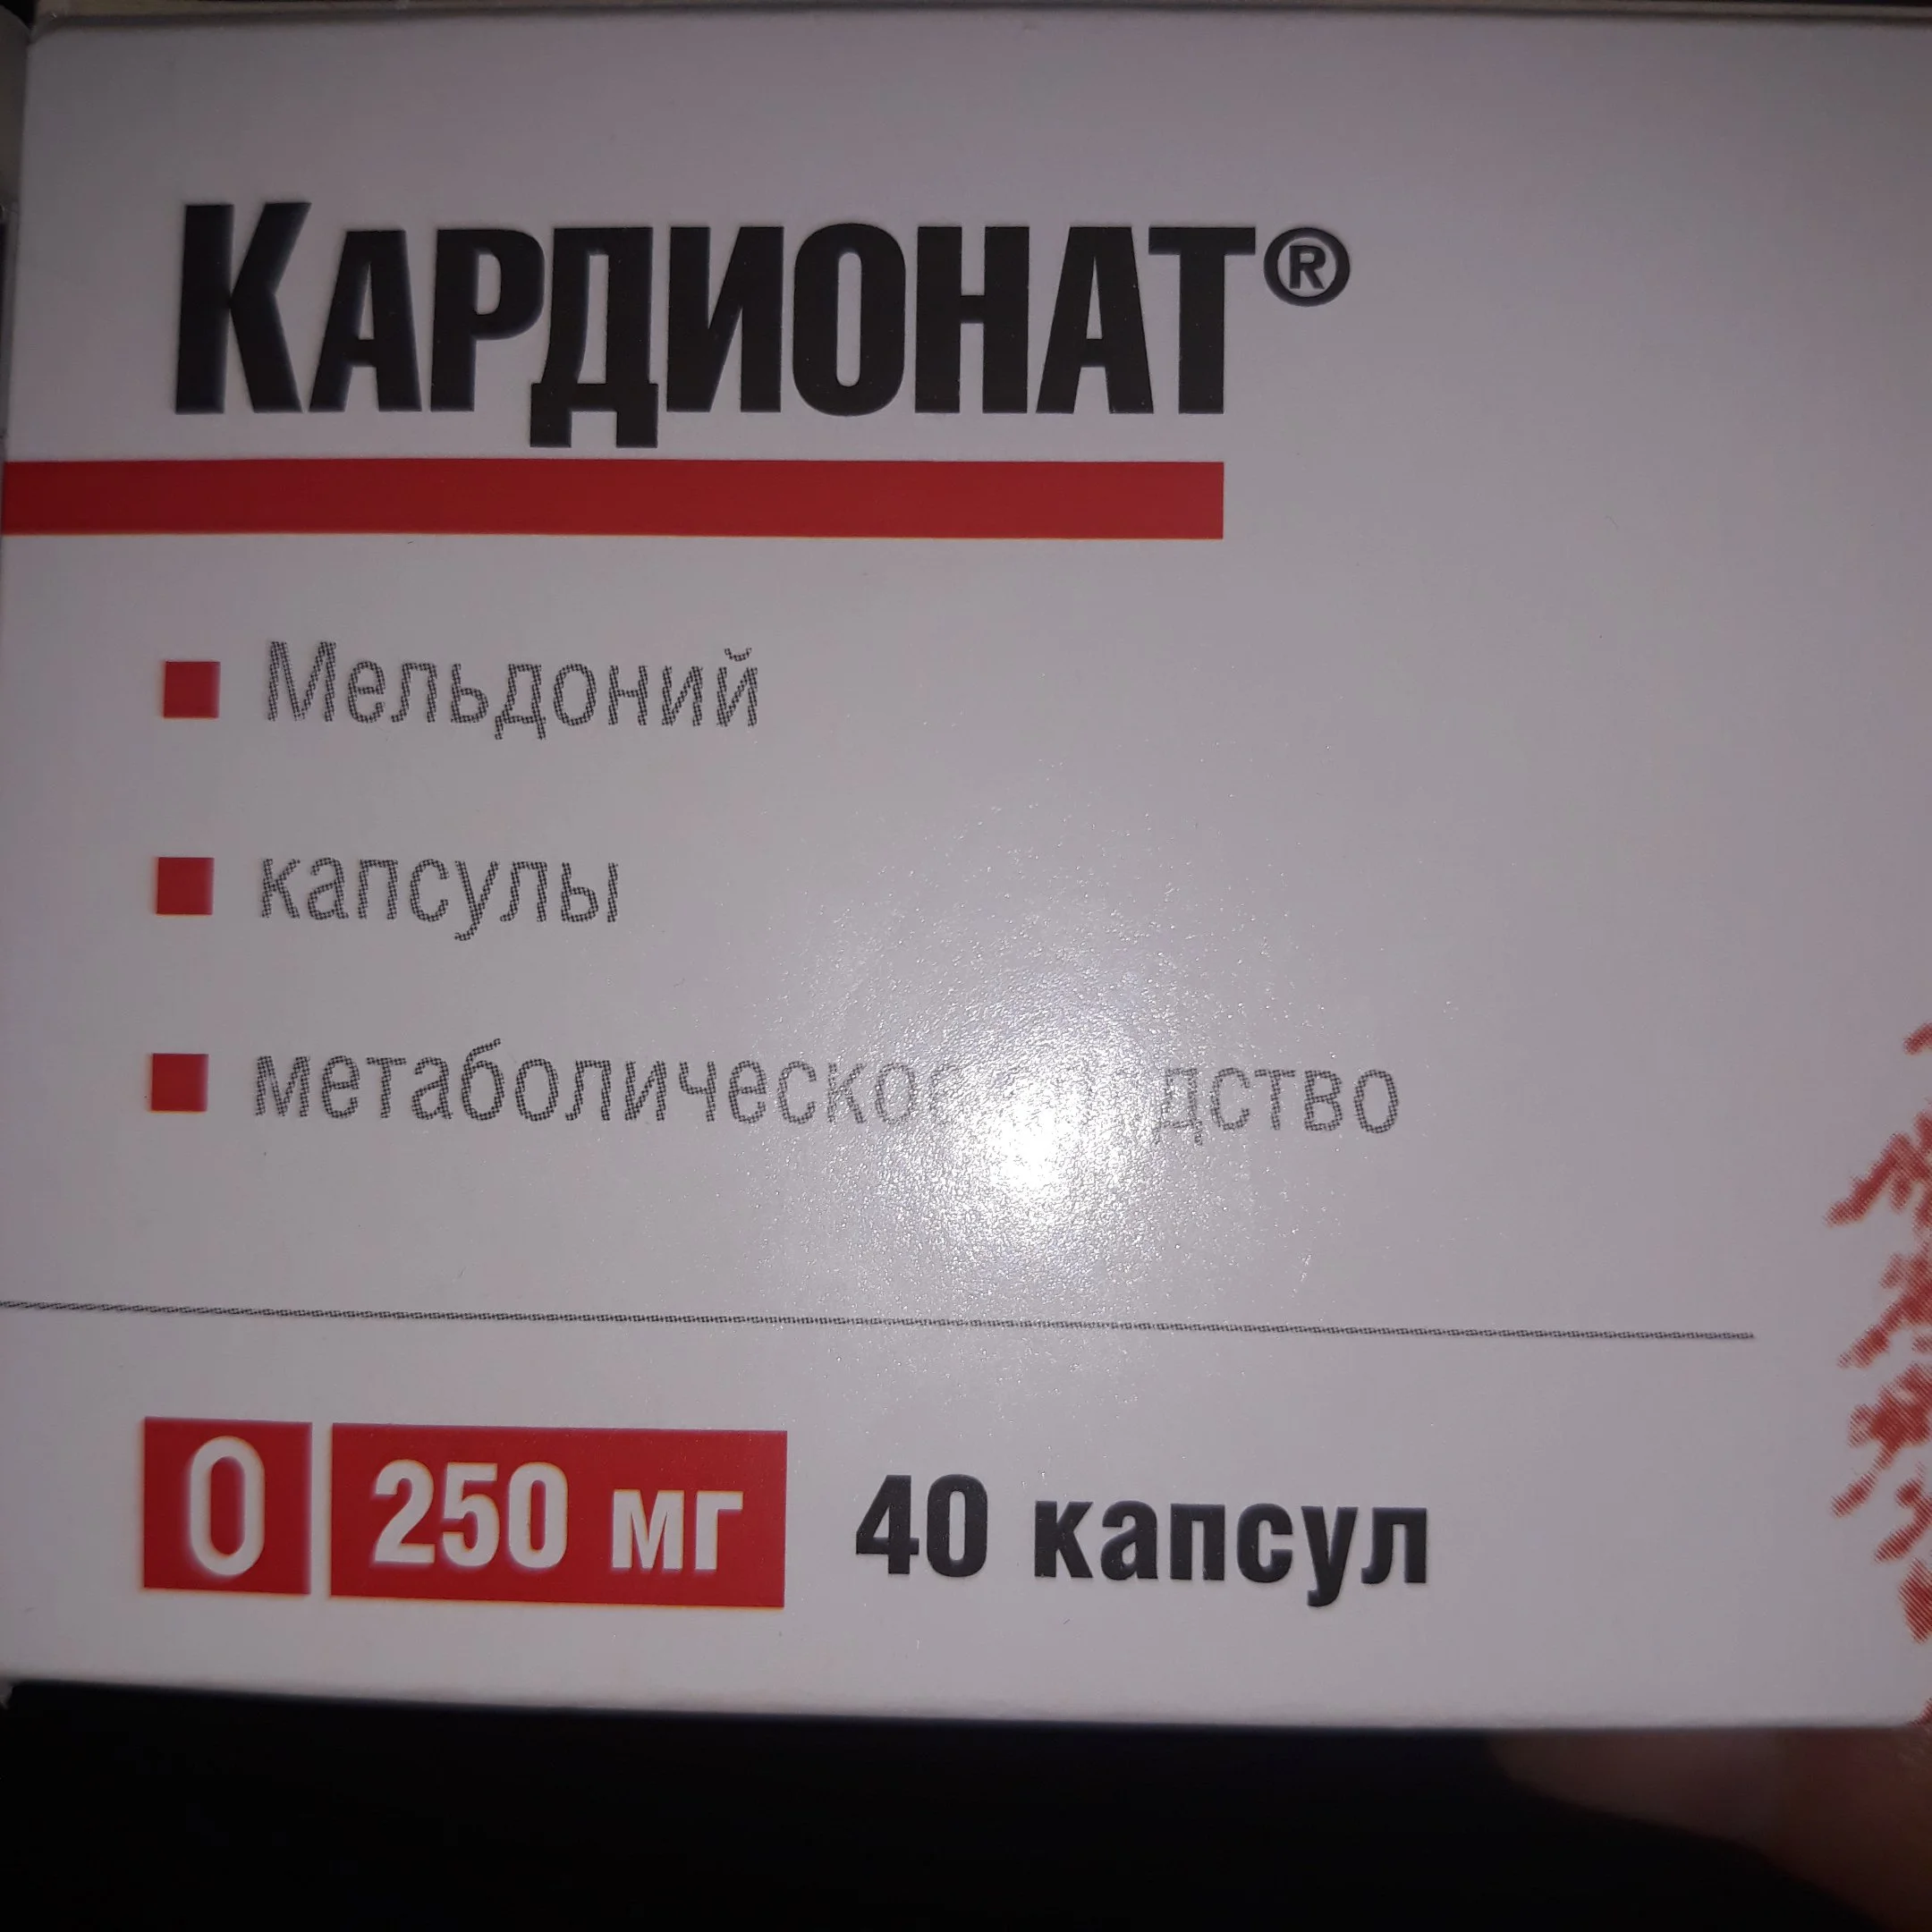 КАРДИОНАТ®
Мельдоний
капсулы
метаболическое
0 250 мг 40 капсул